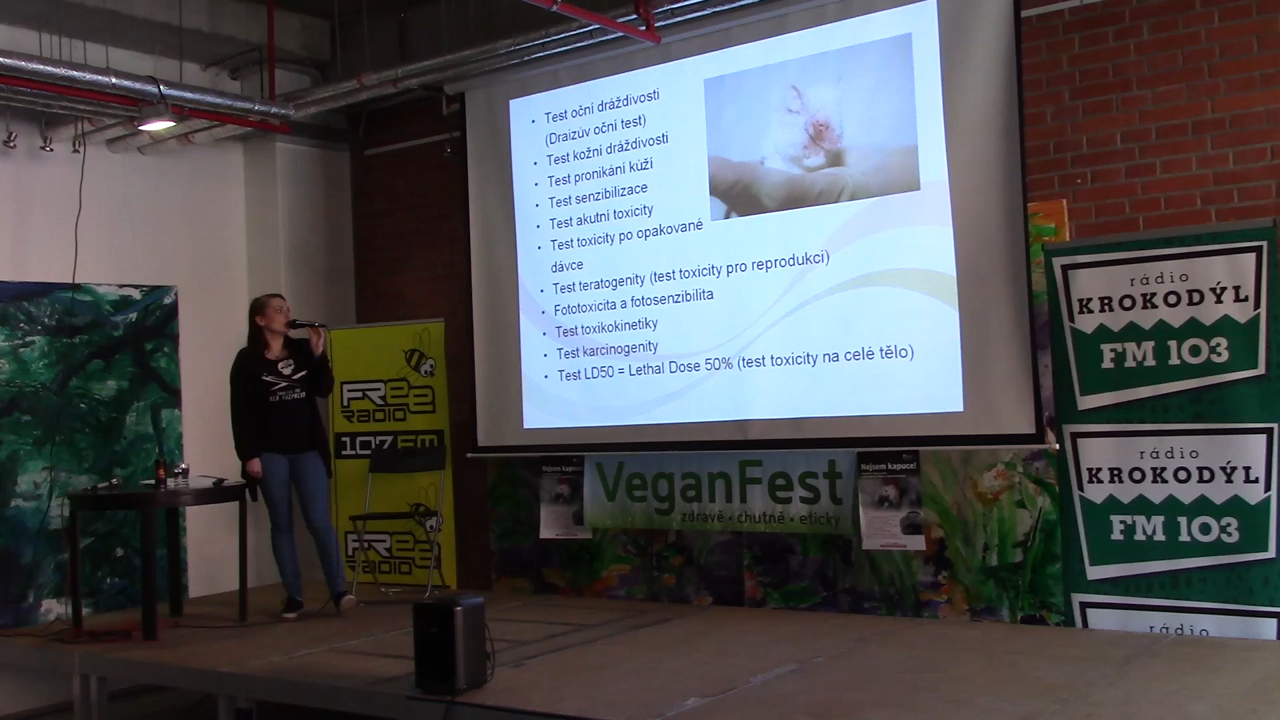 • Test oční dráždivosti
(Draizův oční test)
• Test kožní dráždivosti
• Test pronikání kůží
• Test senzibilizace
• Test akutní toxicity
• Test toxicity po opakované
dávce
• Test teratogenity (test toxicity pro reprodukci)
• Fototoxicita a fotosenzibilita
• Test toxikokinetiky
• Test karcinogenity
• Test LD50 = Lethal Dose 50% (test toxicity na celé tělo)
FREE
RADIO
107 FM
FREE
RADIO
Nejsem kapuce!
VeganFest
zdravě • chutně • eticky
Nejsem kapuce!
rádio
KROKODÝL
FM 103
rádio
KROKODÝL
FM 103
rádio